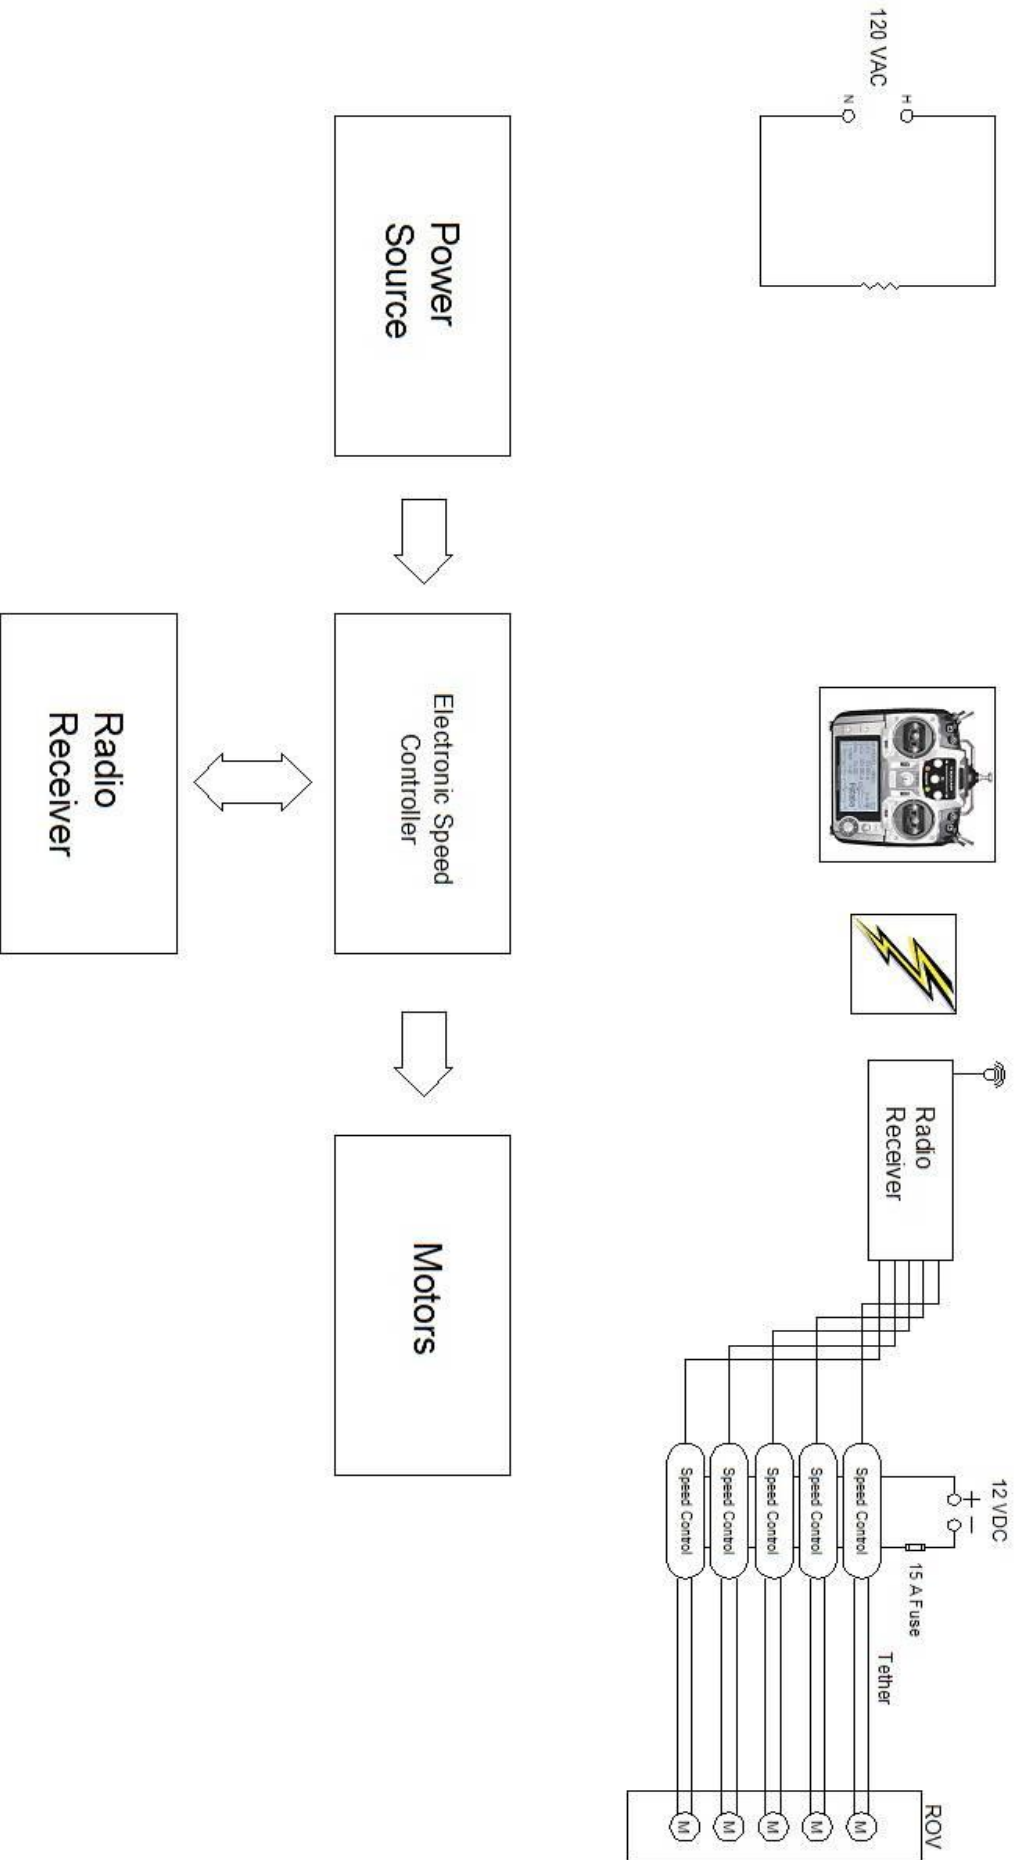 120 VAC
H
N
Radio
Receiver
12 VDC
+
−
15 A Fuse
Tether
Speed Control
Speed Control
Speed Control
Speed Control
Speed Control
ROV
M
M
M
M
M
Power
Source
Electronic Speed
Controller
Motors
Radio
Receiver